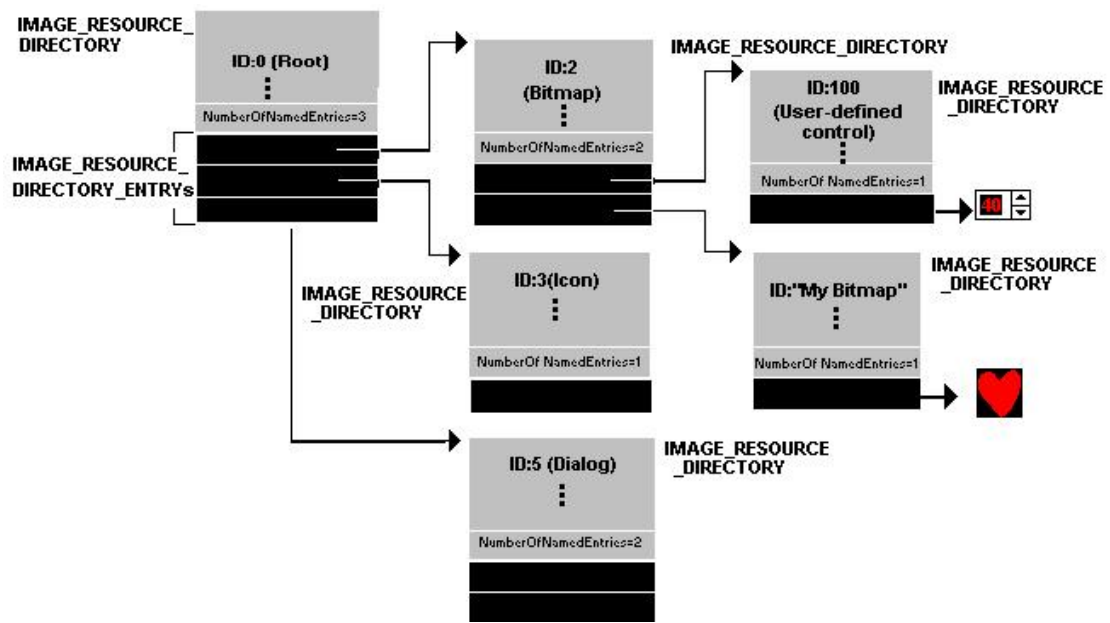 IMAGE_RESOURCE_
DIRECTORY
ID:0 (Root)
NumberOfNamedEntries=3
IMAGE_RESOURCE_
DIRECTORY_ENTRYs
ID:2
(Bitmap)
NumberOfNamedEntries=2
IMAGE_RESOURCE_DIRECTORY
ID:100
(User-defined
control)
NumberOf NamedEntries=1
IMAGE_RESOURCE
_DIRECTORY
40
IMAGE_RESOURCE
_DIRECTORY
ID:3(Icon)
NumberOf NamedEntries=1
ID:"My Bitmap"
NumberOf NamedEntries=1
IMAGE_RESOURCE
_DIRECTORY
ID:5 (Dialog)
NumberOfNamedEntries=2
IMAGE_RESOURCE
_DIRECTORY